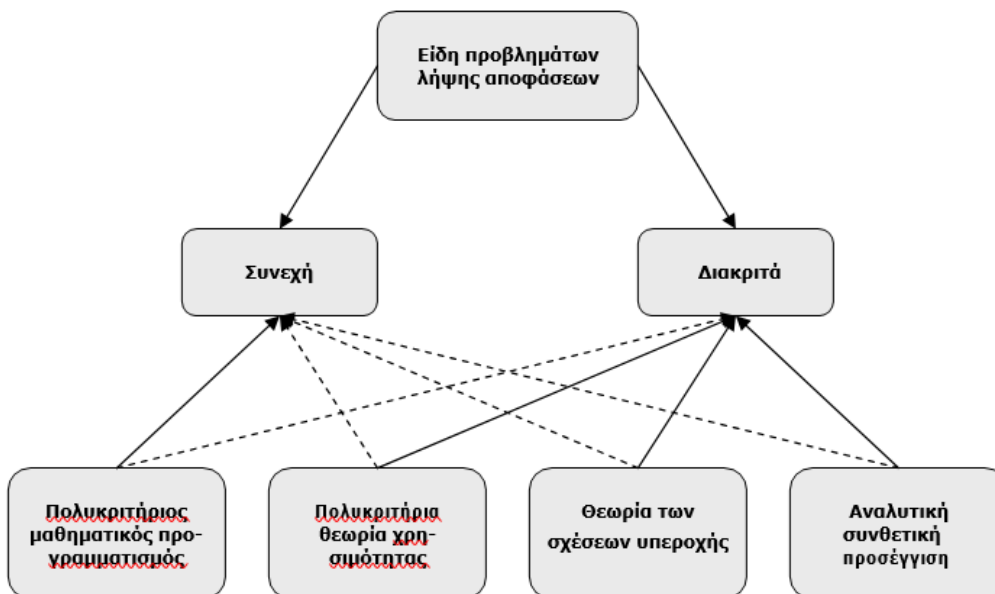 Είδη προβλημάτων
λήψης αποφάσεων
Συνεχή
Διακριτά
Πολυκριτήριος
μαθηματικός προ-
γραμματισμός
Πολυκριτήρια
θεωρία χρη-
σιμότητας
Θεωρία των
σχέσεων υπεροχής
Αναλυτική
συνθετική
προσέγγιση